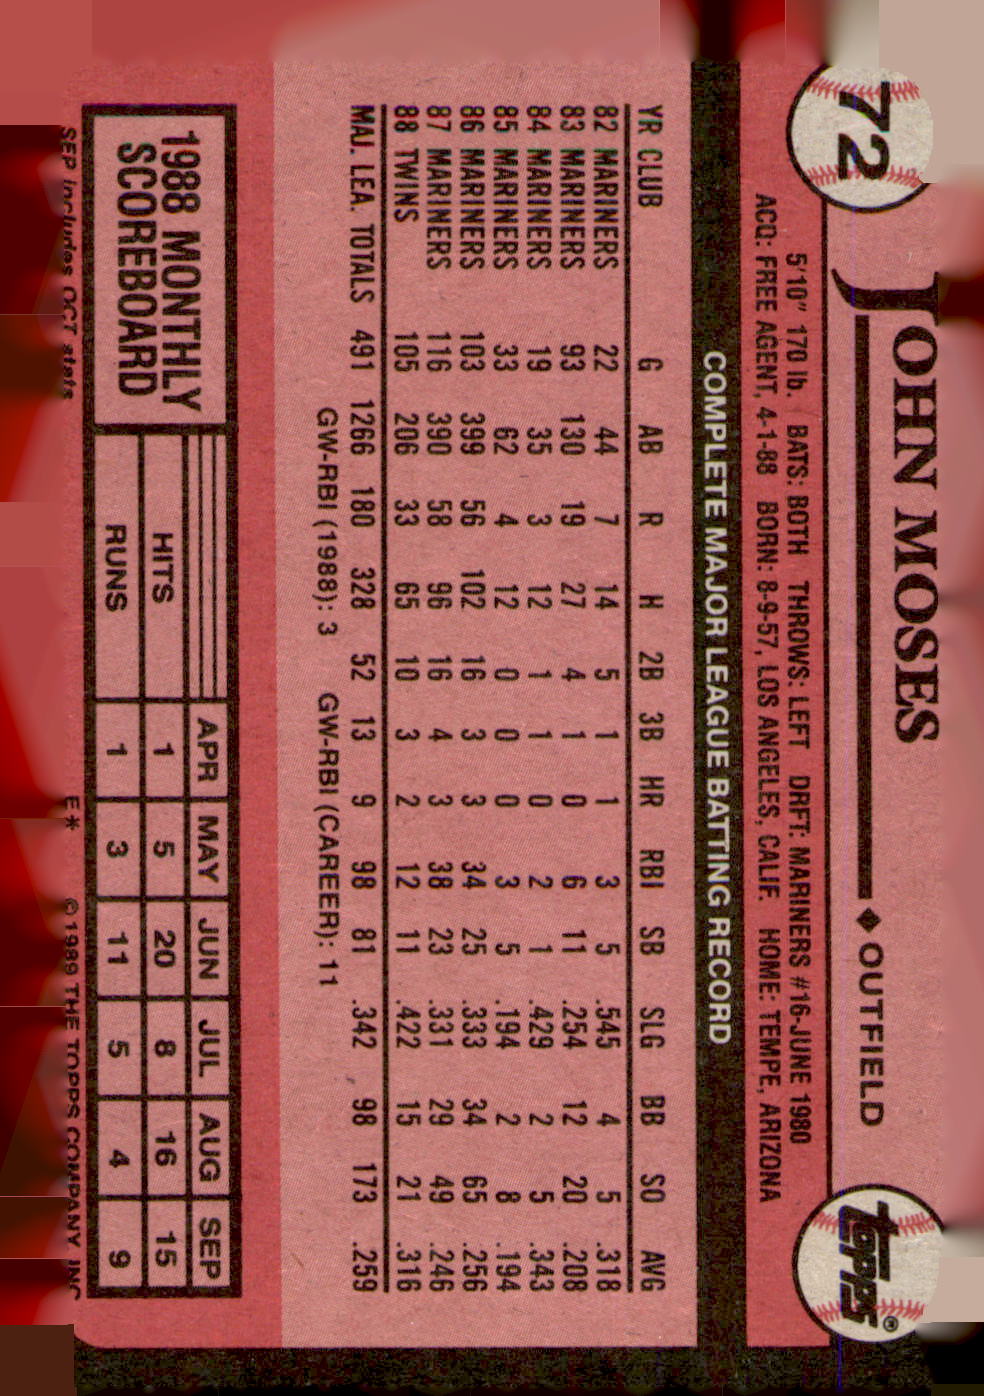 72
JOHN MOSES ◆ OUTFIELD
topps®
5'10" 170 lb. BATS: BOTH THROWS: LEFT DRFT: MARINERS #16-JUNE 1980
ACQ: FREE AGENT, 4-1-88 BORN: 8-9-57, LOS ANGELES, CALIF. HOME: TEMPE, ARIZONA
COMPLETE MAJOR LEAGUE BATTING RECORD
YR CLUB G AB R H 2B 3B HR RBI SB SLG BB SO AVG
82 MARINERS 22 44 7 14 5 1 1 3 5 .545 4 5 .318
83 MARINERS 93 130 19 27 4 1 0 6 11 .254 12 20 .208
84 MARINERS 19 35 3 12 1 1 0 2 1 .429 2 5 .343
85 MARINERS 33 62 4 12 0 0 0 3 5 .194 2 8 .194
86 MARINERS 103 399 56 102 16 3 3 34 25 .333 34 65 .256
87 MARINERS 116 390 58 96 16 4 3 38 23 .331 29 49 .246
88 TWINS 105 206 33 65 10 3 2 12 11 .422 15 21 .316
MAJ. LEA. TOTALS 491 1266 180 328 52 13 9 98 81 .342 98 173 .259
GW-RBI (1988): 3 GW-RBI (CAREER): 11
1988 MONTHLY
SCOREBOARD
APR MAY JUN JUL AUG SEP
HITS 1 5 20 8 16 15
RUNS 1 3 11 5 4 9
SEP includes OCT stats E* © 1989 THE TOPPS COMPANY, INC